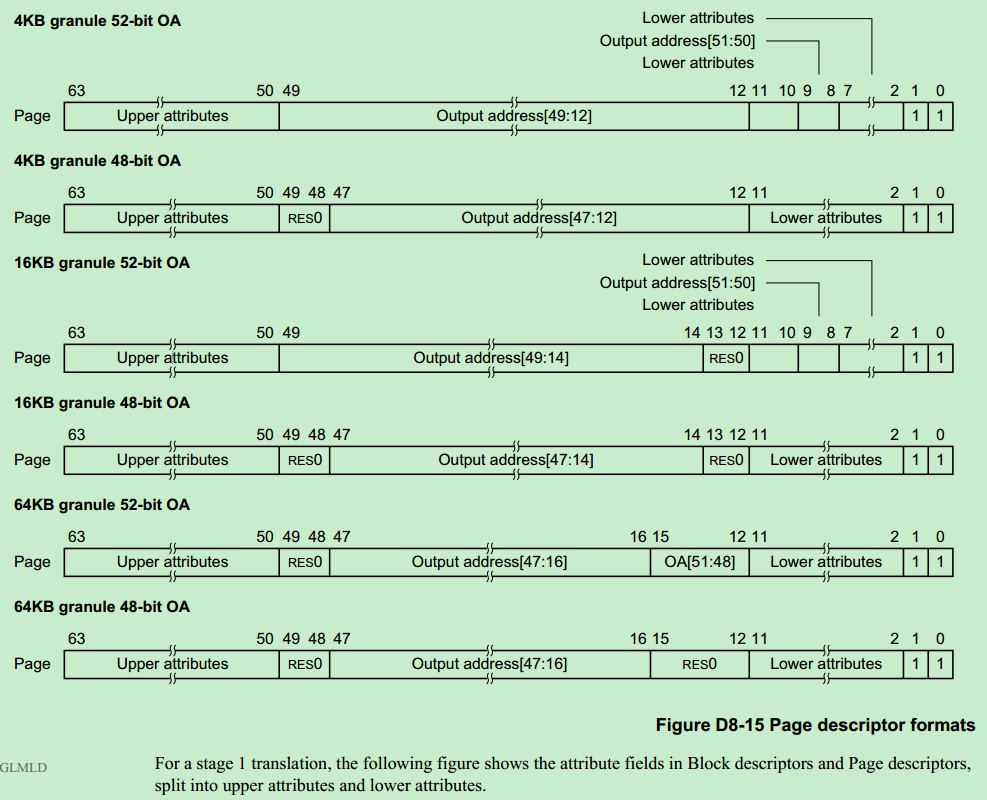 4KB granule 52-bit OA
Lower attributes
Output address[51:50]
Lower attributes
63 50 49 12 11 10 9 8 7 2 1 0
Page Upper attributes Output address[49:12] 1 1
4KB granule 48-bit OA
63 50 49 48 47 12 11 2 1 0
Page Upper attributes RES0 Output address[47:12] Lower attributes 1 1
16KB granule 52-bit OA
Lower attributes
Output address[51:50]
Lower attributes
63 50 49 14 13 12 11 10 9 8 7 2 1 0
Page Upper attributes Output address[49:14] RES0 1 1
16KB granule 48-bit OA
63 50 49 48 47 14 13 12 11 2 1 0
Page Upper attributes RES0 Output address[47:14] RES0 Lower attributes 1 1
64KB granule 52-bit OA
63 50 49 48 47 16 15 12 11 2 1 0
Page Upper attributes RES0 Output address[47:16] OA[51:48] Lower attributes 1 1
64KB granule 48-bit OA
63 50 49 48 47 16 15 12 11 2 1 0
Page Upper attributes RES0 Output address[47:16] RES0 Lower attributes 1 1
Figure D8-15 Page descriptor formats
GLMLD For a stage 1 translation, the following figure shows the attribute fields in Block descriptors and Page descriptors,
split into upper attributes and lower attributes.